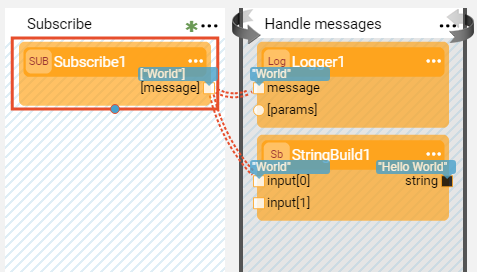 Subscribe
SUB Subscribe1
["World"]
[message]
Handle messages
Log Logger1
"World"
message
[params]
Sb StringBuild1
"World"
"Hello World"
input[0]
string
input[1]